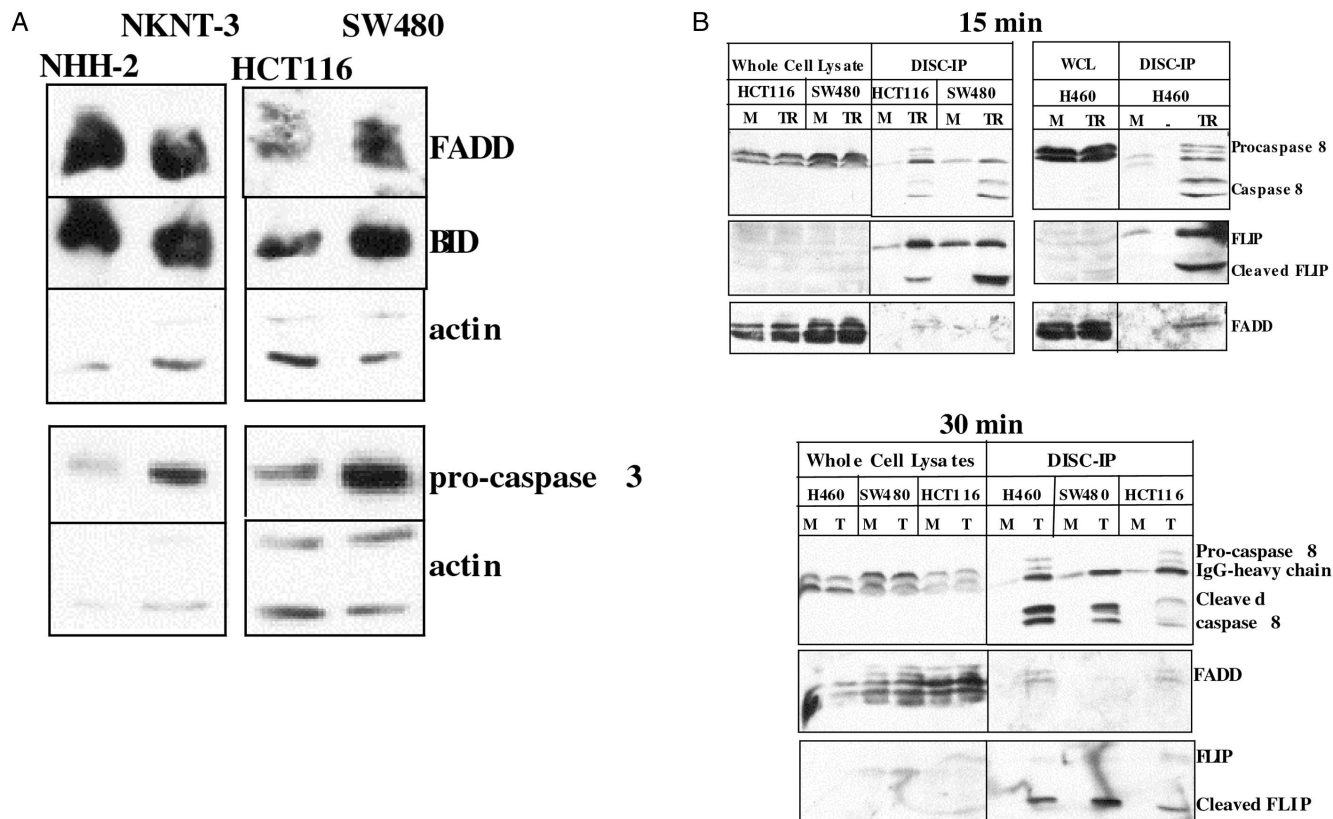 A
NKNT-3 SW480
NHH-2 HCT116
FADD
BID
actin
pro-caspase 3
actin
B
15 min
Whole Cell Lysate DISC-IP
HCT116 SW480 HCT116 SW480
M TR M TR M TR M TR
WCL DISC-IP
H460 H460
M TR M - TR
Procaspase 8
Caspase 8
FLIP
Cleaved FLIP
FADD
30 min
Whole Cell Lysates DISC-IP
H460 SW480 HCT116 H460 SW480 HCT116
M T M T M T M T M T M T
Pro-caspase 8
IgG-heavy chain
Cleaved
caspase 8
FADD
FLIP
Cleaved FLIP